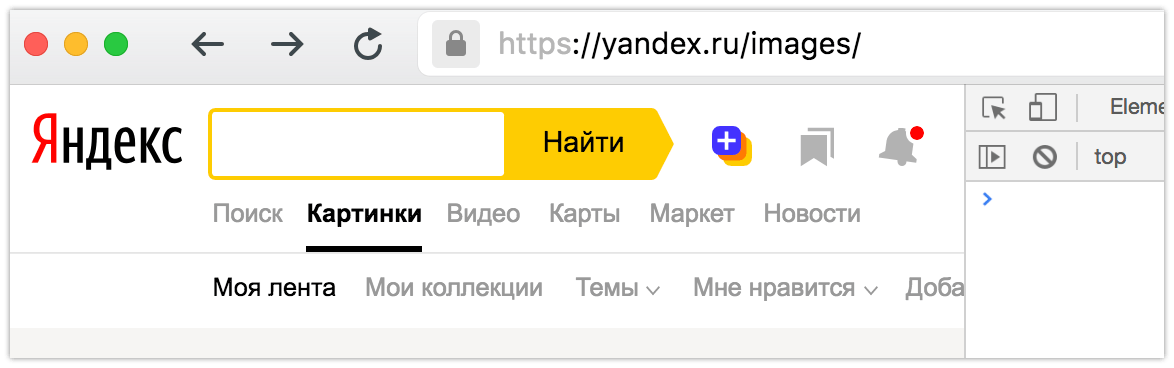 https://yandex.ru/images/
Яндекс
Найти
Поиск Картинки Видео Карты Маркет Новости
Моя лента Мои коллекции Темы Мне нравится Доба
Eleme
top